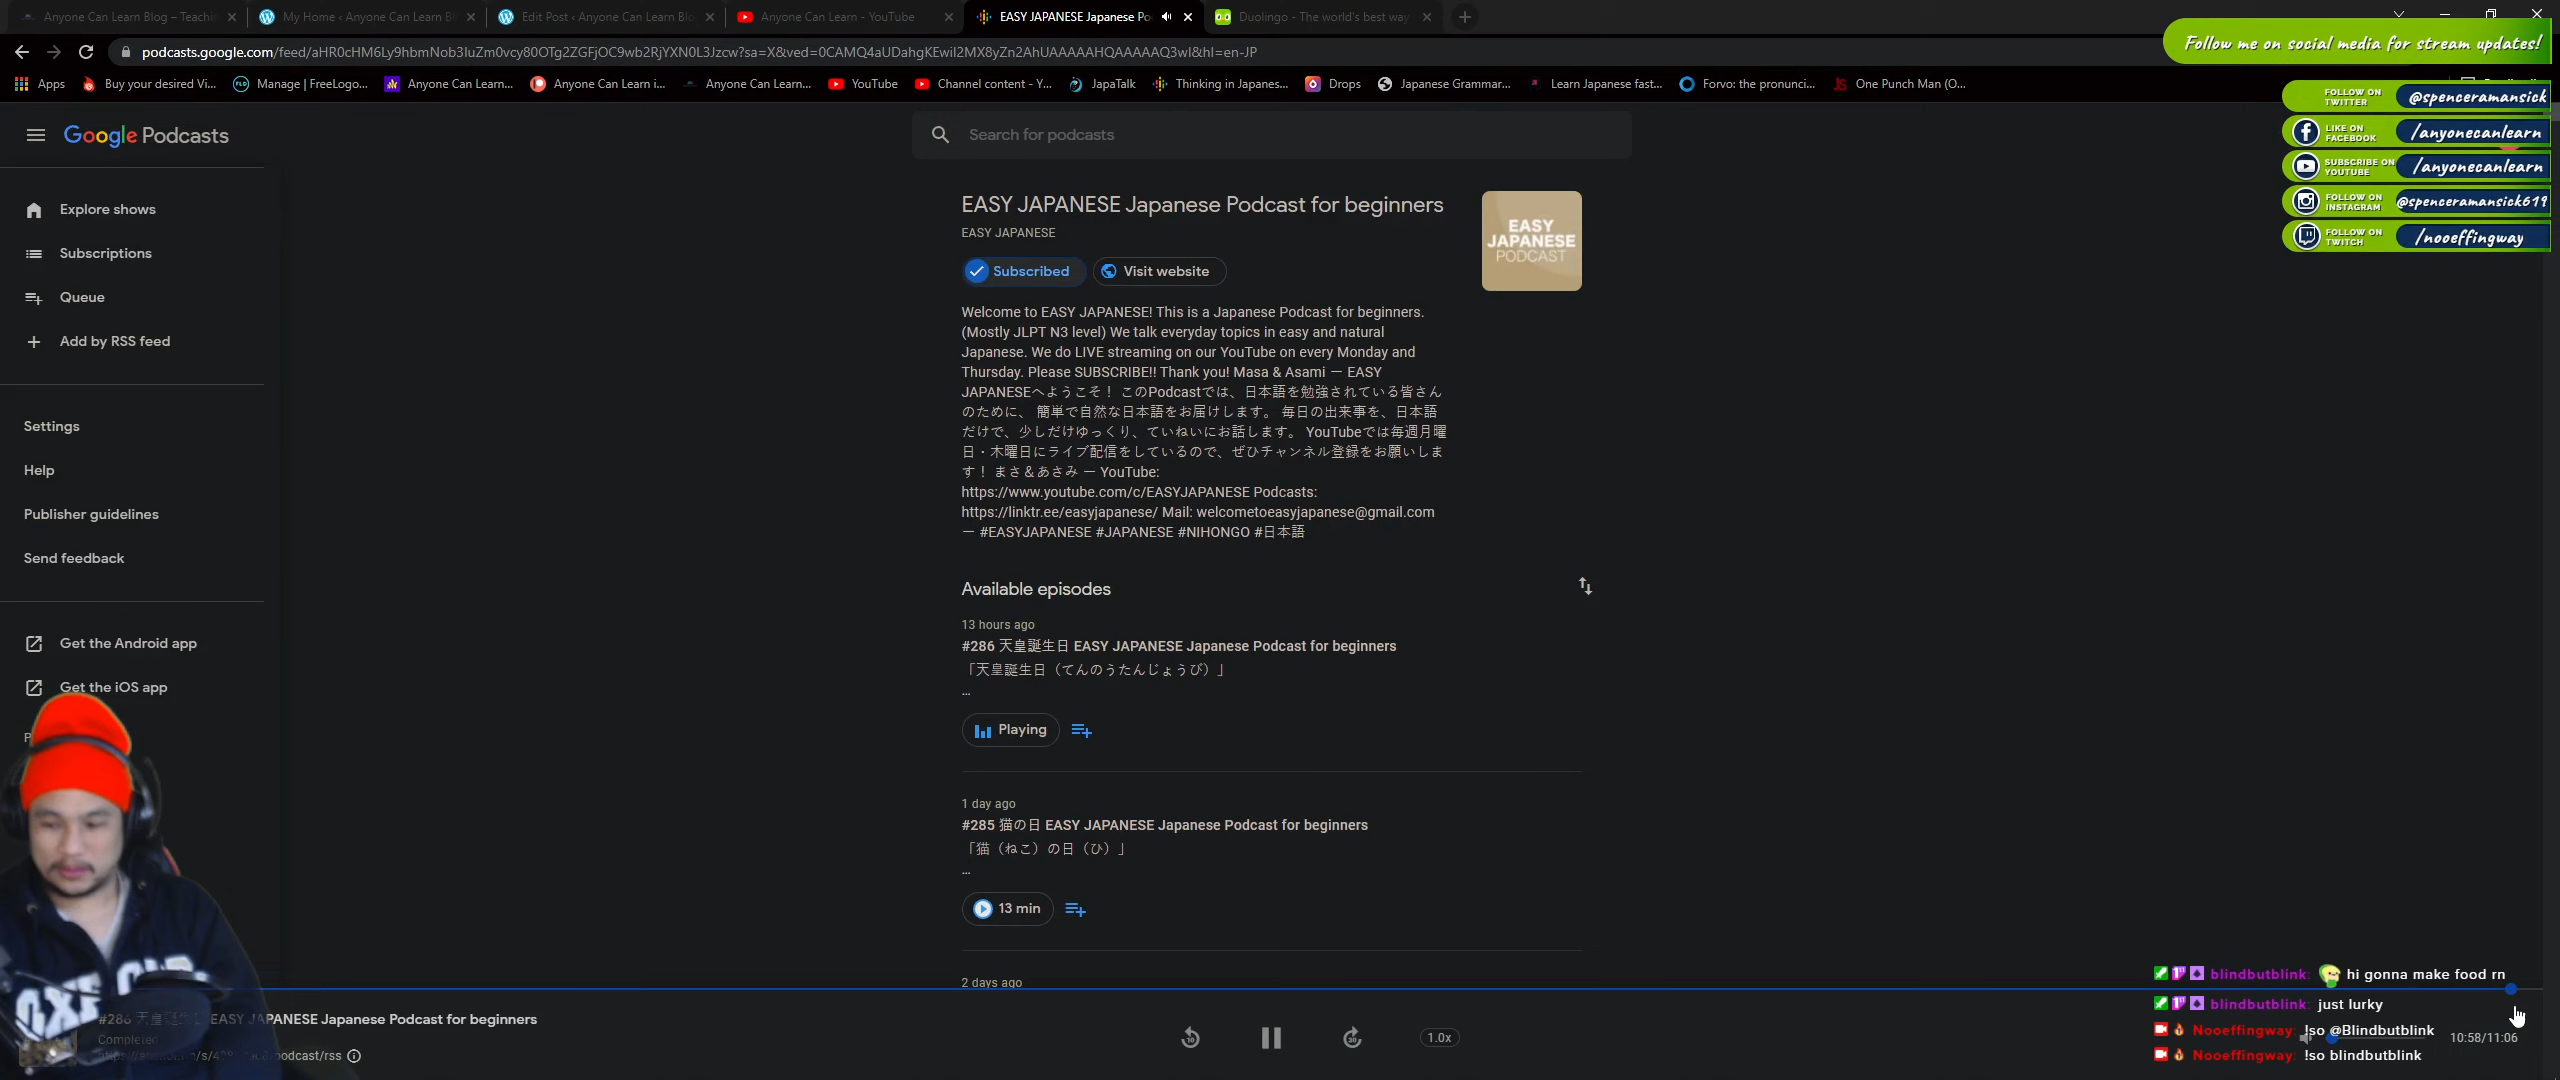 Anyone Can Learn Blog – Teachi
My Home ‹ Anyone Can Learn Bl
Edit Post ‹ Anyone Can Learn Blo
Anyone Can Learn - YouTube
EASY JAPANESE Japanese Po
Duolingo - The world's best way
Follow me on social media for stream updates!
Apps
Buy your desired Vi...
Manage | FreeLogo...
Anyone Can Learn...
Anyone Can Learn i...
Anyone Can Learn...
YouTube
Channel content - Y...
JapaTalk
Thinking in Japanes...
Drops
Japanese Grammar...
Learn Japanese fast...
Forvo: the pronunci...
One Punch Man (O...
FOLLOW ON TWITTER
@spenceramansick
LIKE ON FACEBOOK
/anyonecanlearn
SUBSCRIBE ON YOUTUBE
/anyonecanlearn
FOLLOW ON INSTAGRAM
@spenceramansick619
FOLLOW ON TWITCH
/nooeffingway
Google Podcasts
Search for podcasts
Explore shows
Subscriptions
Queue
Add by RSS feed
Settings
Help
Publisher guidelines
Send feedback
Get the Android app
Get the iOS app
EASY JAPANESE Japanese Podcast for beginners
EASY JAPANESE
Subscribed
Visit website
EASY
JAPANESE
PODCAST
Welcome to EASY JAPANESE! This is a Japanese Podcast for beginners.
(Mostly JLPT N3 level) We talk everyday topics in easy and natural
Japanese. We do LIVE streaming on our YouTube on every Monday and
Thursday. Please SUBSCRIBE!! Thank you! Masa & Asami ー EASY
JAPANESEへようこそ！ このPodcastでは、日本語を勉強されている皆さん
のために、 簡単で自然な日本語をお届けします。 毎日の出来事を、日本語
だけで、少しだけゆっくり、ていねいにお話します。 YouTubeでは毎週月曜
日・木曜日にライブ配信をしているので、ぜひチャンネル登録をお願いしま
す！ まさ＆あさみ ー YouTube:
https://www.youtube.com/c/EASYJAPANESE Podcasts:
https://linktr.ee/easyjapanese/ Mail: welcometoeasyjapanese@gmail.com
ー #EASYJAPANESE #JAPANESE #NIHONGO #日本語
Available episodes
13 hours ago
#286 天皇誕生日 EASY JAPANESE Japanese Podcast for beginners
「天皇誕生日（てんのうたんじょうび）」
...
Playing
1 day ago
#285 猫の日 EASY JAPANESE Japanese Podcast for beginners
「猫（ねこ）の日（ひ）」
...
13 min
2 days ago
#286 天皇誕生日 EASY JAPANESE Japanese Podcast for beginners
Completed
podcast/rss
1.0x
10:58/11:06
blindbutblink: hi gonna make food rn
blindbutblink: just lurky
Nooeffingway: !so @Blindbutblink
Nooeffingway: !so blindbutblink